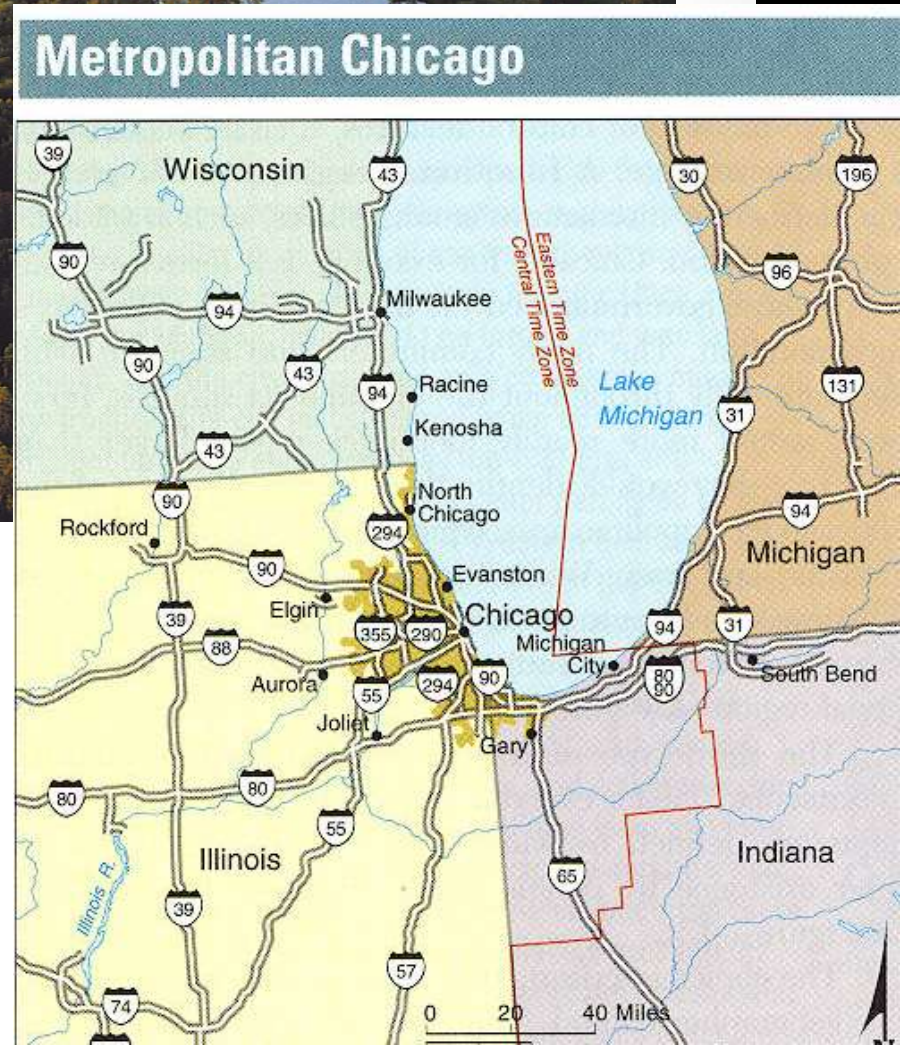 Metropolitan Chicago
39
Wisconsin
43
30
196
90
Eastern Time Zone
Central Time Zone
96
94
Milwaukee
90
43
94
Racine
Lake
Michigan
31
131
Kenosha
43
90
North
Chicago
94
Rockford
294
Michigan
90
Evanston
Elgin
39
355
290
Chicago
94
31
88
Michigan
City
Aurora
55
294
90
80
90
South Bend
Joliet
Gary
80
80
55
Illinois
Indiana
65
Illinois R.
39
57
74
0 20 40 Miles